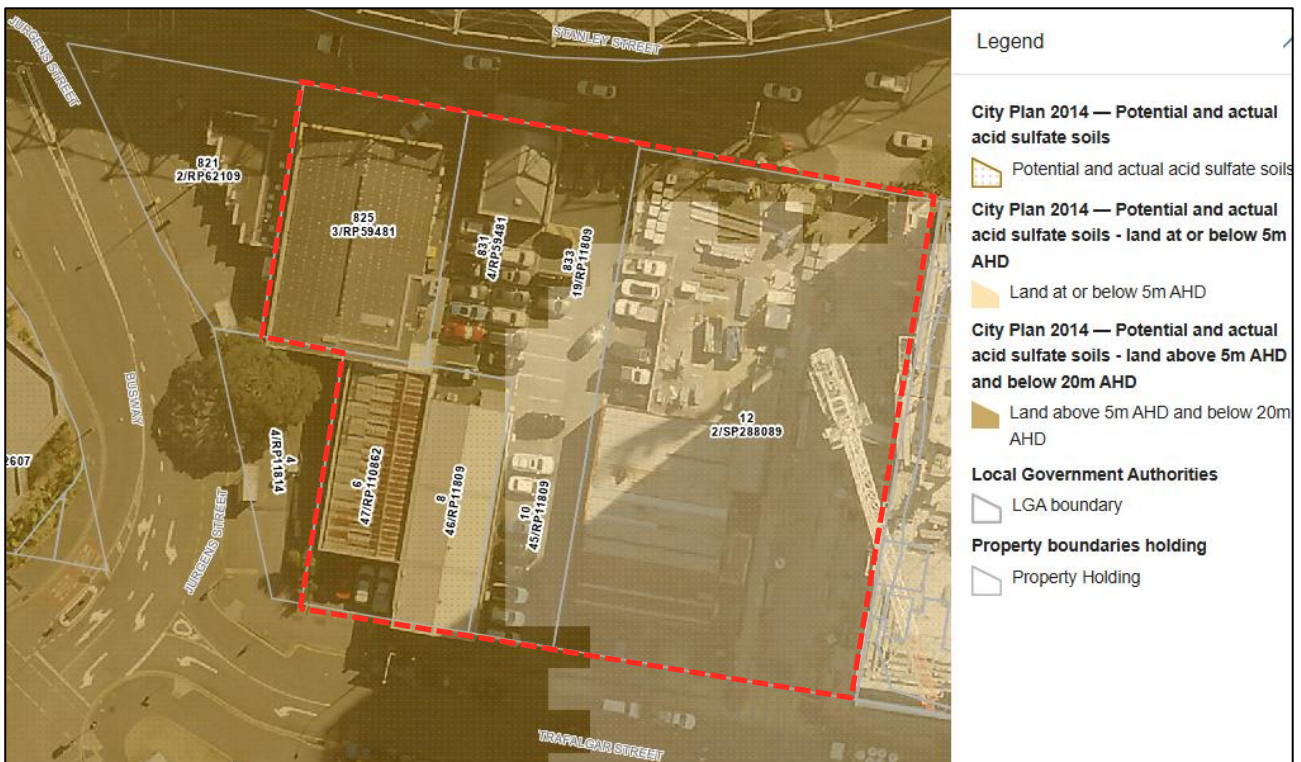 JURGENS STREET
STANLEY STREET
821
2/RP62109
825
3/RP59481
831
4/RP59481
833
19/RP11809
12
2/SP288089
BUSWAY
2607
4
4/RP11814
6
47/RP110862
8
46/RP11809
10
45/RP11809
JURGENS STREET
TRAFALGAR STREET
Legend
City Plan 2014 — Potential and actual
acid sulfate soils
Potential and actual acid sulfate soils
City Plan 2014 — Potential and actual
acid sulfate soils - land at or below 5m
AHD
Land at or below 5m AHD
City Plan 2014 — Potential and actual
acid sulfate soils - land above 5m AHD
and below 20m AHD
Land above 5m AHD and below 20m
AHD
Local Government Authorities
LGA boundary
Property boundaries holding
Property Holding